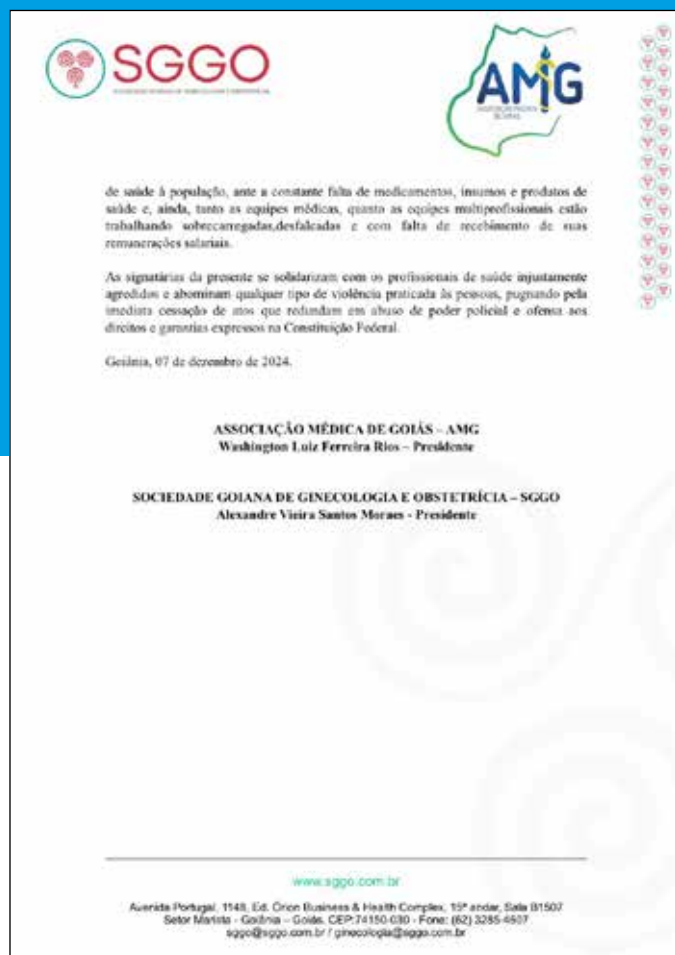 SGGO
AMG
de saúde à população, ante a constante falta de medicamentos, insumos e produtos de
saúde e, ainda, tanto as equipes médicas, quanto as equipes multiprofissionais estão
trabalhando sobrecarregadas,desfalcadas e com falta de recebimento de suas
remunerações salariais.
As signatárias da presente se solidarizam com os profissionais de saúde injustamente
agredidos e abominam qualquer tipo de violência praticada às pessoas, pugnando pela
imediata cessação de atos que redundam em abuso de poder policial e ofensa aos
direitos e garantias expressos na Constituição Federal.
Goiânia, 07 de dezembro de 2024.
ASSOCIAÇÃO MÉDICA DE GOIÁS – AMG
Washington Luiz Ferreira Rios – Presidente
SOCIEDADE GOIANA DE GINECOLOGIA E OBSTETRÍCIA – SGGO
Alexandre Vieira Santos Moraes - Presidente
www.sggo.com.br
Avenida Portugal, 1148, Ed. Orion Business & Health Complex, 15º andar, Sala B1507
Setor Marista - Goiânia – Goiás, CEP:74150-030 - Fone: (62) 3285-4607
sggo@sggo.com.br / ginecologia@sggo.com.br